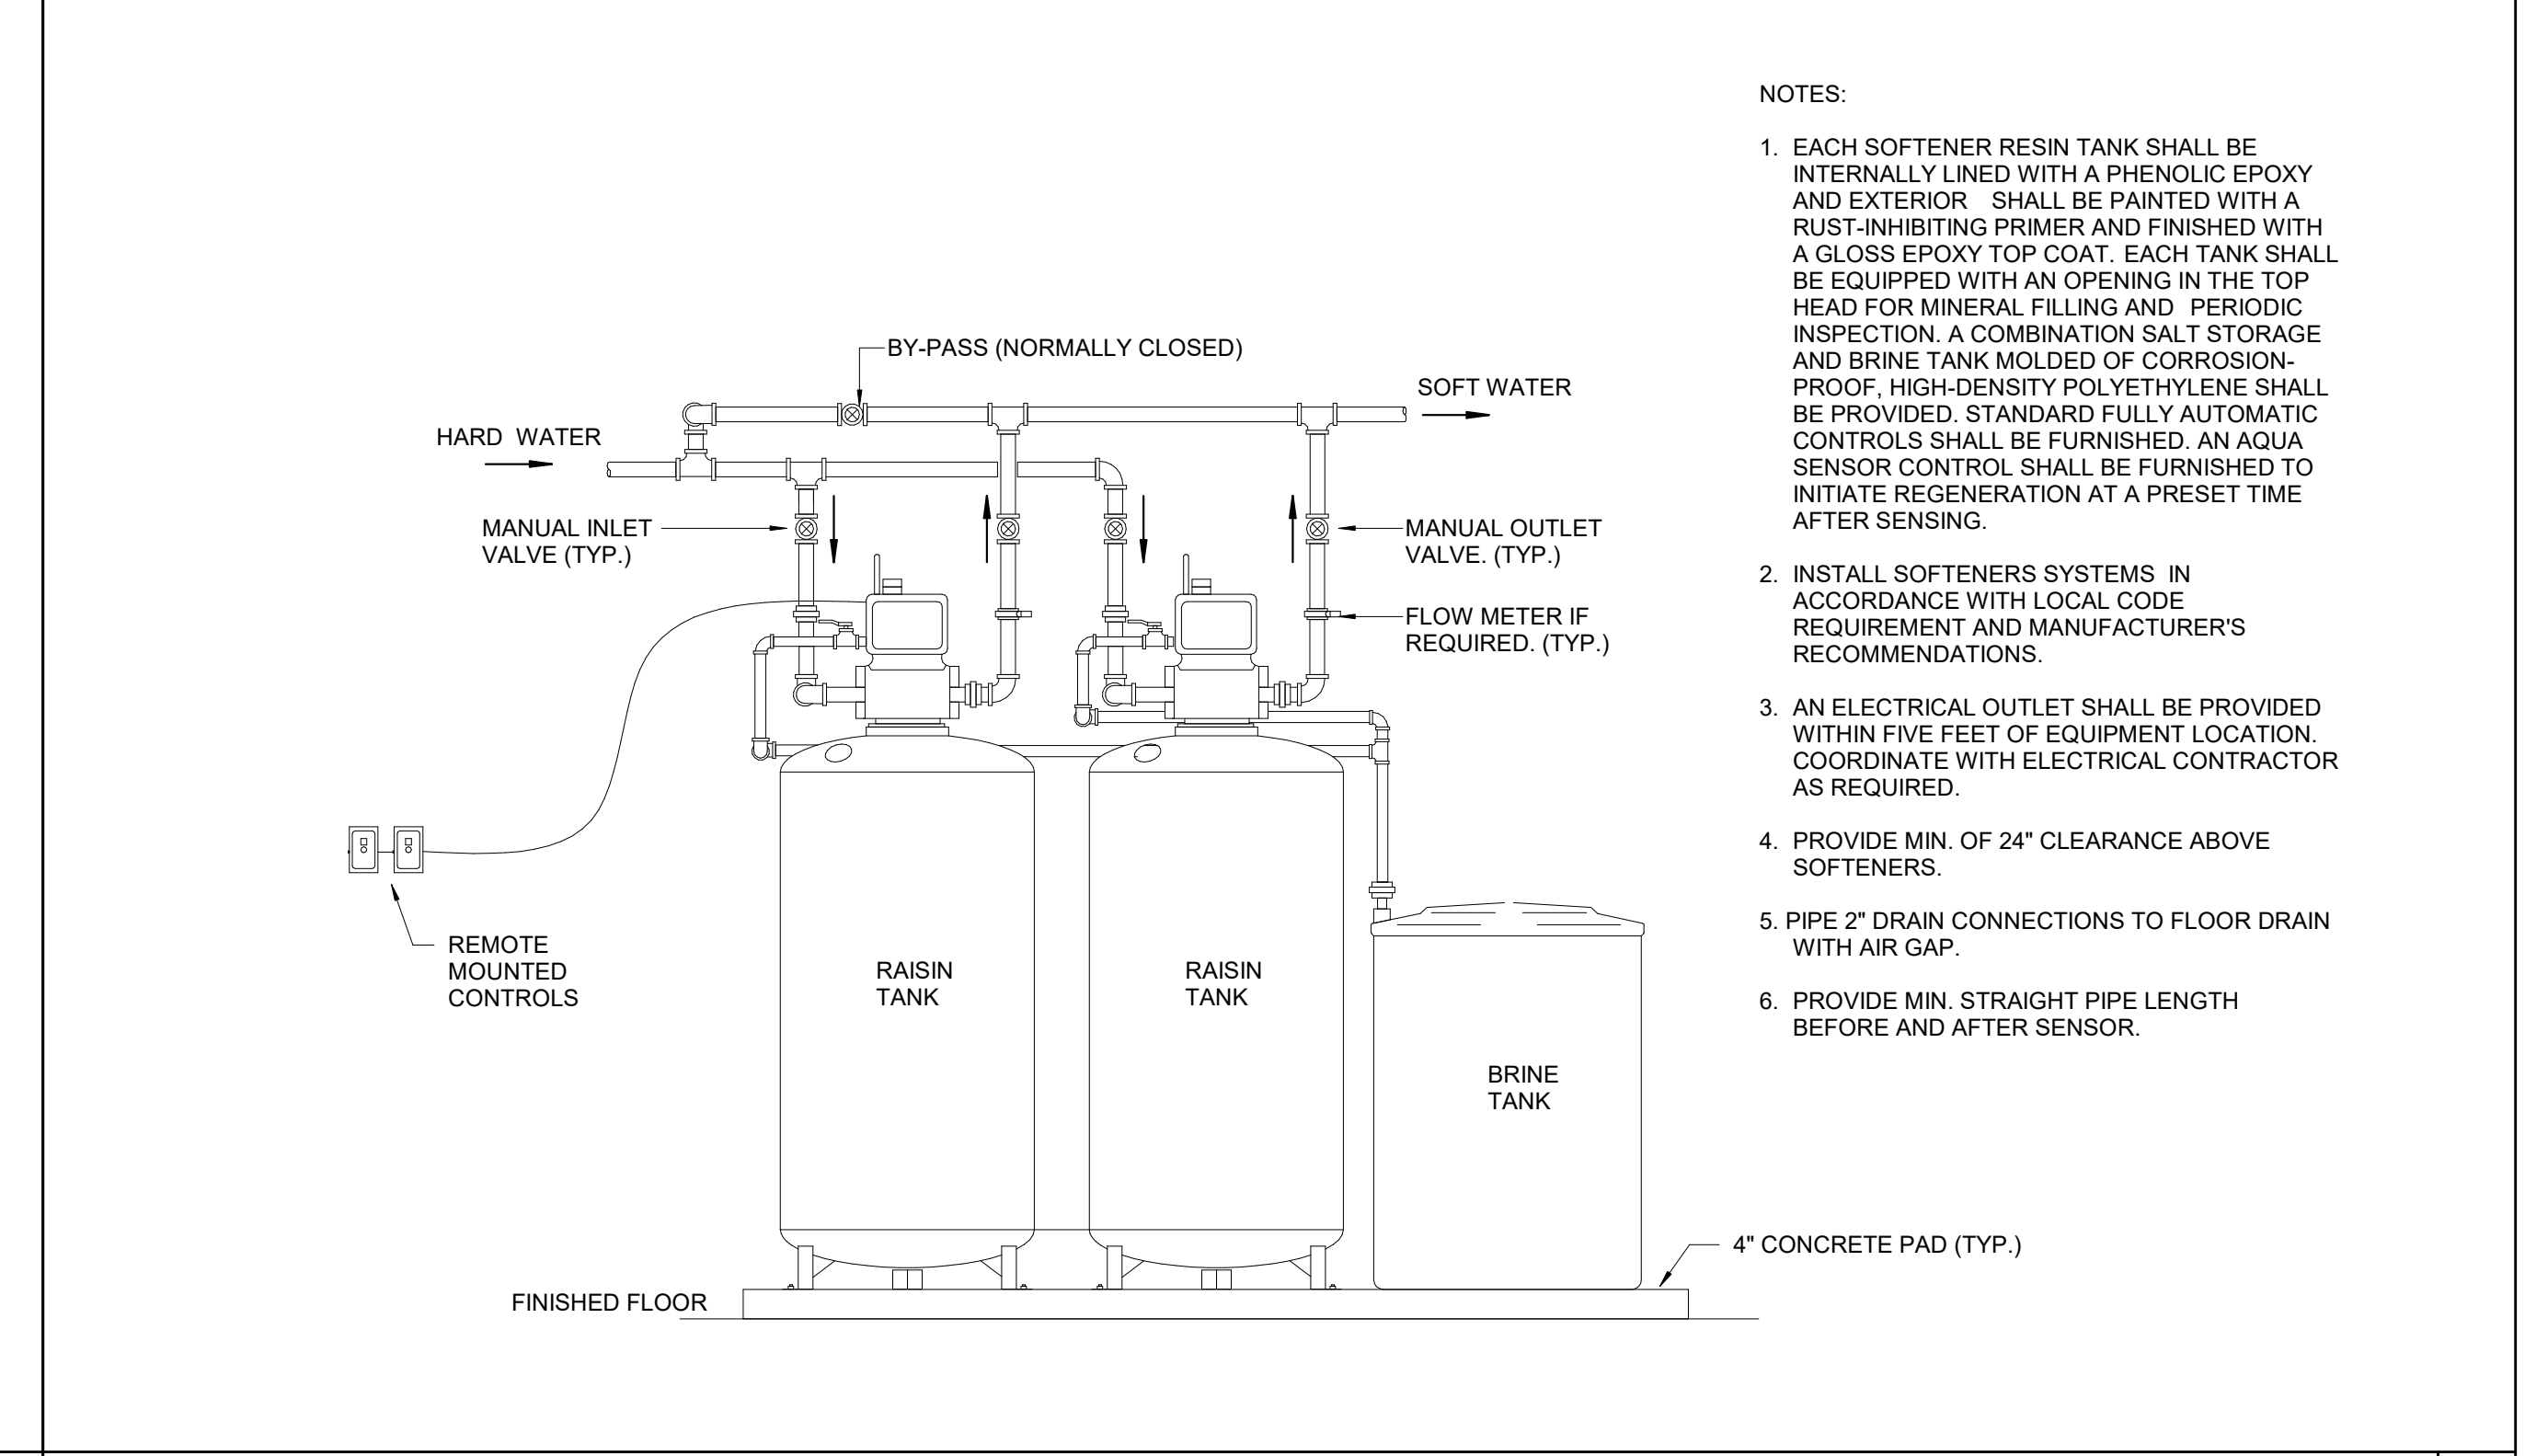 BY-PASS (NORMALLY CLOSED)
SOFT WATER
HARD WATER
MANUAL INLET
VALVE (TYP.)
MANUAL OUTLET
VALVE. (TYP.)
FLOW METER IF
REQUIRED. (TYP.)
REMOTE
MOUNTED
CONTROLS
RAISIN
TANK
RAISIN
TANK
BRINE
TANK
4" CONCRETE PAD (TYP.)
FINISHED FLOOR
NOTES:
1. EACH SOFTENER RESIN TANK SHALL BE
INTERNALLY LINED WITH A PHENOLIC EPOXY
AND EXTERIOR SHALL BE PAINTED WITH A
RUST-INHIBITING PRIMER AND FINISHED WITH
A GLOSS EPOXY TOP COAT. EACH TANK SHALL
BE EQUIPPED WITH AN OPENING IN THE TOP
HEAD FOR MINERAL FILLING AND PERIODIC
INSPECTION. A COMBINATION SALT STORAGE
AND BRINE TANK MOLDED OF CORROSION-
PROOF, HIGH-DENSITY POLYETHYLENE SHALL
BE PROVIDED. STANDARD FULLY AUTOMATIC
CONTROLS SHALL BE FURNISHED. AN AQUA
SENSOR CONTROL SHALL BE FURNISHED TO
INITIATE REGENERATION AT A PRESET TIME
AFTER SENSING.
2. INSTALL SOFTENERS SYSTEMS IN
ACCORDANCE WITH LOCAL CODE
REQUIREMENT AND MANUFACTURER'S
RECOMMENDATIONS.
3. AN ELECTRICAL OUTLET SHALL BE PROVIDED
WITHIN FIVE FEET OF EQUIPMENT LOCATION.
COORDINATE WITH ELECTRICAL CONTRACTOR
AS REQUIRED.
4. PROVIDE MIN. OF 24" CLEARANCE ABOVE
SOFTENERS.
5. PIPE 2" DRAIN CONNECTIONS TO FLOOR DRAIN
WITH AIR GAP.
6. PROVIDE MIN. STRAIGHT PIPE LENGTH
BEFORE AND AFTER SENSOR.